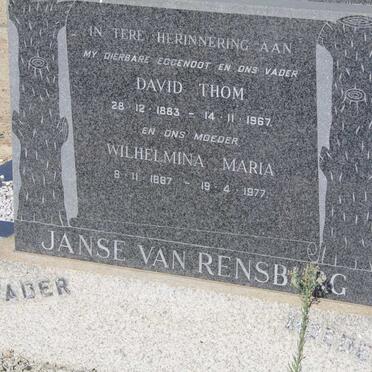 IN TERE HERINNERING AAN
MY DIERBARE EGGENOOT EN ONS VADER
DAVID THOM
28·12·1883 - 14·11·1967
EN ONS MOEDER
WILHELMINA MARIA
8·11·1887 - 19·4·1977
JANSE VAN RENSBURG
ADER